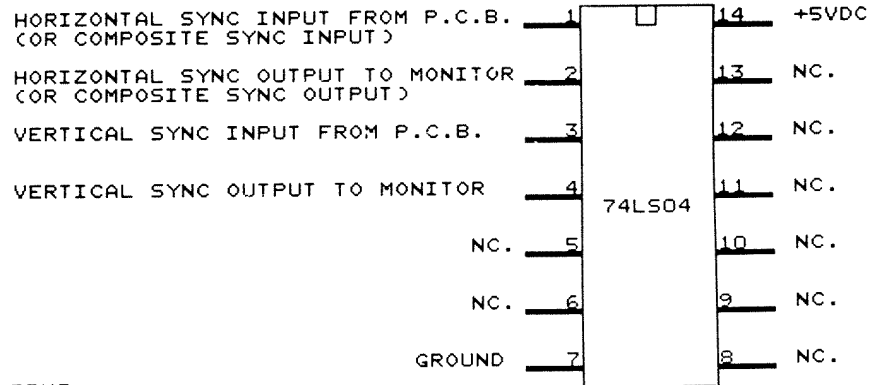 HORIZONTAL SYNC INPUT FROM P.C.B. 1 14 +5VDC
(OR COMPOSITE SYNC INPUT)
HORIZONTAL SYNC OUTPUT TO MONITOR 2 13 NC.
(OR COMPOSITE SYNC OUTPUT)
VERTICAL SYNC INPUT FROM P.C.B. 3 12 NC.
VERTICAL SYNC OUTPUT TO MONITOR 4 11 NC.
74LS04
NC. 5 10 NC.
NC. 6 9 NC.
GROUND 7 8 NC.